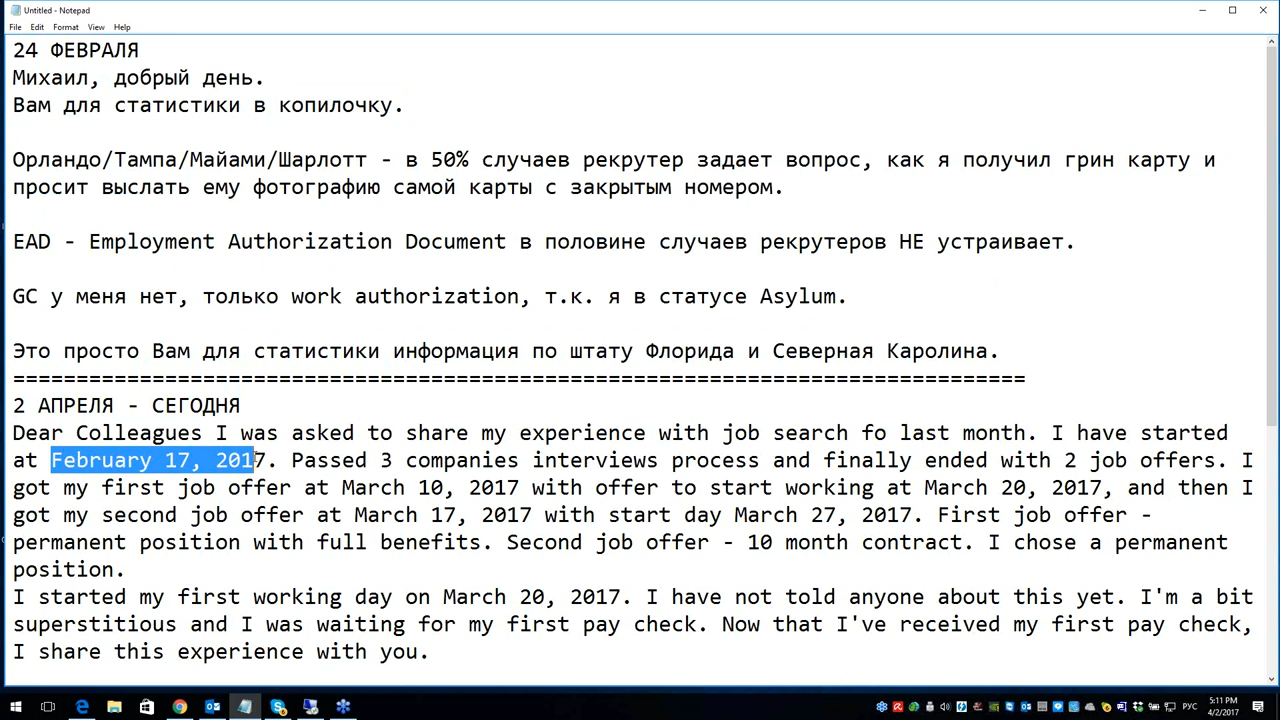 Untitled - Notepad
File Edit Format View Help
24 ФЕВРАЛЯ
Михаил, добрый день.
Вам для статистики в копилочку.
Орландо/Тампа/Майами/Шарлотт - в 50% случаев рекрутер задает вопрос, как я получил грин карту и
просит выслать ему фотографию самой карты с закрытым номером.
EAD - Employment Authorization Document в половине случаев рекрутеров НЕ устраивает.
GC у меня нет, только work authorization, т.к. я в статусе Asylum.
Это просто Вам для статистики информация по штату Флорида и Северная Каролина.
================================================================================
2 АПРЕЛЯ - СЕГОДНЯ
Dear Colleagues I was asked to share my experience with job search fo last month. I have started
at February 17, 2017. Passed 3 companies interviews process and finally ended with 2 job offers. I
got my first job offer at March 10, 2017 with offer to start working at March 20, 2017, and then I
got my second job offer at March 17, 2017 with start day March 27, 2017. First job offer -
permanent position with full benefits. Second job offer - 10 month contract. I chose a permanent
position.
I started my first working day on March 20, 2017. I have not told anyone about this yet. I'm a bit
superstitious and I was waiting for my first pay check. Now that I've received my first pay check,
I share this experience with you.
РУС
5:11 PM
4/2/2017